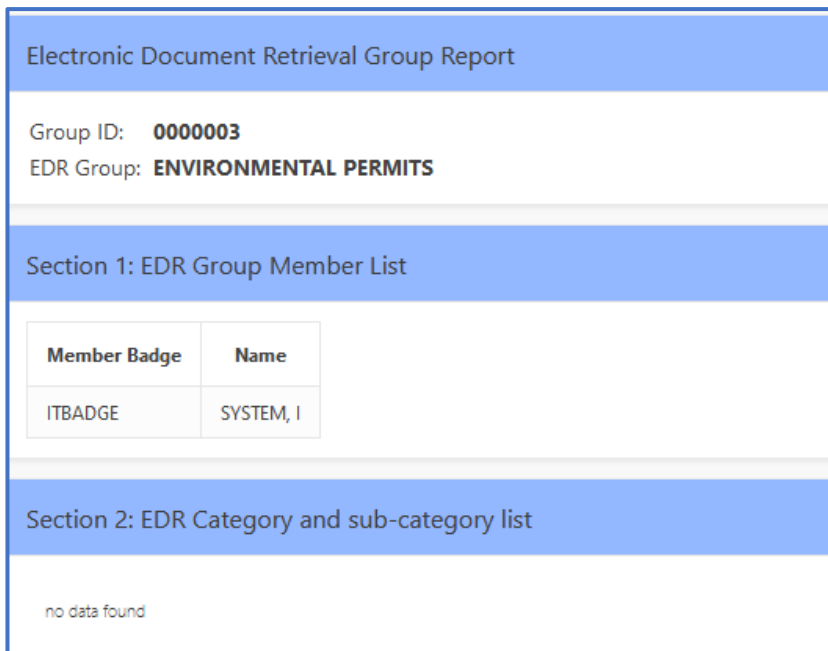 Electronic Document Retrieval Group Report
Group ID: 0000003
EDR Group: ENVIRONMENTAL PERMITS
Section 1: EDR Group Member List
Member Badge Name
ITBADGE SYSTEM, I
Section 2: EDR Category and sub-category list
no data found